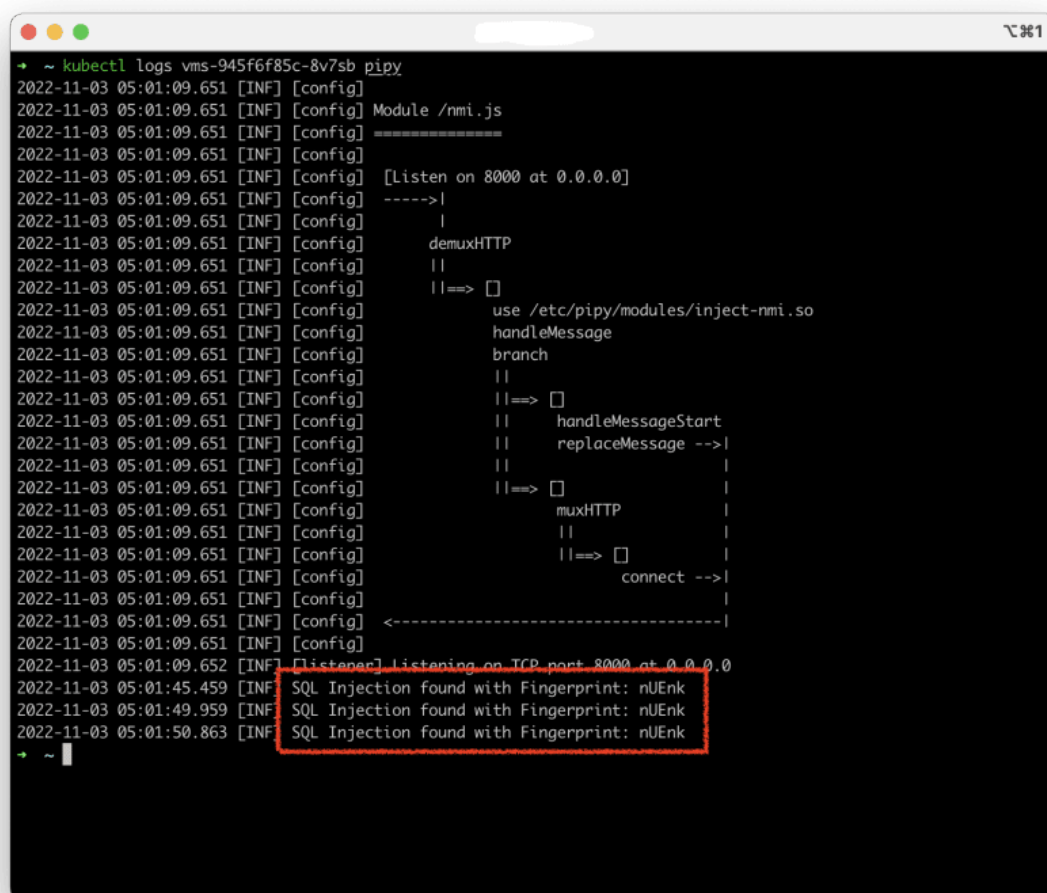 ⌥⌘1
→ ~ kubectl logs vms-945f6f85c-8v7sb pipy
2022-11-03 05:01:09.651 [INF] [config]
2022-11-03 05:01:09.651 [INF] [config] Module /nmi.js
2022-11-03 05:01:09.651 [INF] [config] ==============
2022-11-03 05:01:09.651 [INF] [config]
2022-11-03 05:01:09.651 [INF] [config]  [Listen on 8000 at 0.0.0.0]
2022-11-03 05:01:09.651 [INF] [config]  ----->|
2022-11-03 05:01:09.651 [INF] [config]        |
2022-11-03 05:01:09.651 [INF] [config]       demuxHTTP
2022-11-03 05:01:09.651 [INF] [config]       ||
2022-11-03 05:01:09.651 [INF] [config]       ||==> []
2022-11-03 05:01:09.651 [INF] [config]             use /etc/pipy/modules/inject-nmi.so
2022-11-03 05:01:09.651 [INF] [config]             handleMessage
2022-11-03 05:01:09.651 [INF] [config]             branch
2022-11-03 05:01:09.651 [INF] [config]             ||
2022-11-03 05:01:09.651 [INF] [config]             ||==> []
2022-11-03 05:01:09.651 [INF] [config]             ||     handleMessageStart
2022-11-03 05:01:09.651 [INF] [config]             ||     replaceMessage -->|
2022-11-03 05:01:09.651 [INF] [config]             ||                       |
2022-11-03 05:01:09.651 [INF] [config]             ||==> []                 |
2022-11-03 05:01:09.651 [INF] [config]                   muxHTTP            |
2022-11-03 05:01:09.651 [INF] [config]                   ||                 |
2022-11-03 05:01:09.651 [INF] [config]                   ||==> []           |
2022-11-03 05:01:09.651 [INF] [config]                         connect -->|
2022-11-03 05:01:09.651 [INF] [config]                                      |
2022-11-03 05:01:09.651 [INF] [config]  <------------------------------------|
2022-11-03 05:01:09.651 [INF] [config]
2022-11-03 05:01:09.652 [INF] [listener] Listening on TCP port 8000 at 0.0.0.0
2022-11-03 05:01:45.459 [INF] SQL Injection found with Fingerprint: nUEnk
2022-11-03 05:01:49.959 [INF] SQL Injection found with Fingerprint: nUEnk
2022-11-03 05:01:50.863 [INF] SQL Injection found with Fingerprint: nUEnk
→ ~